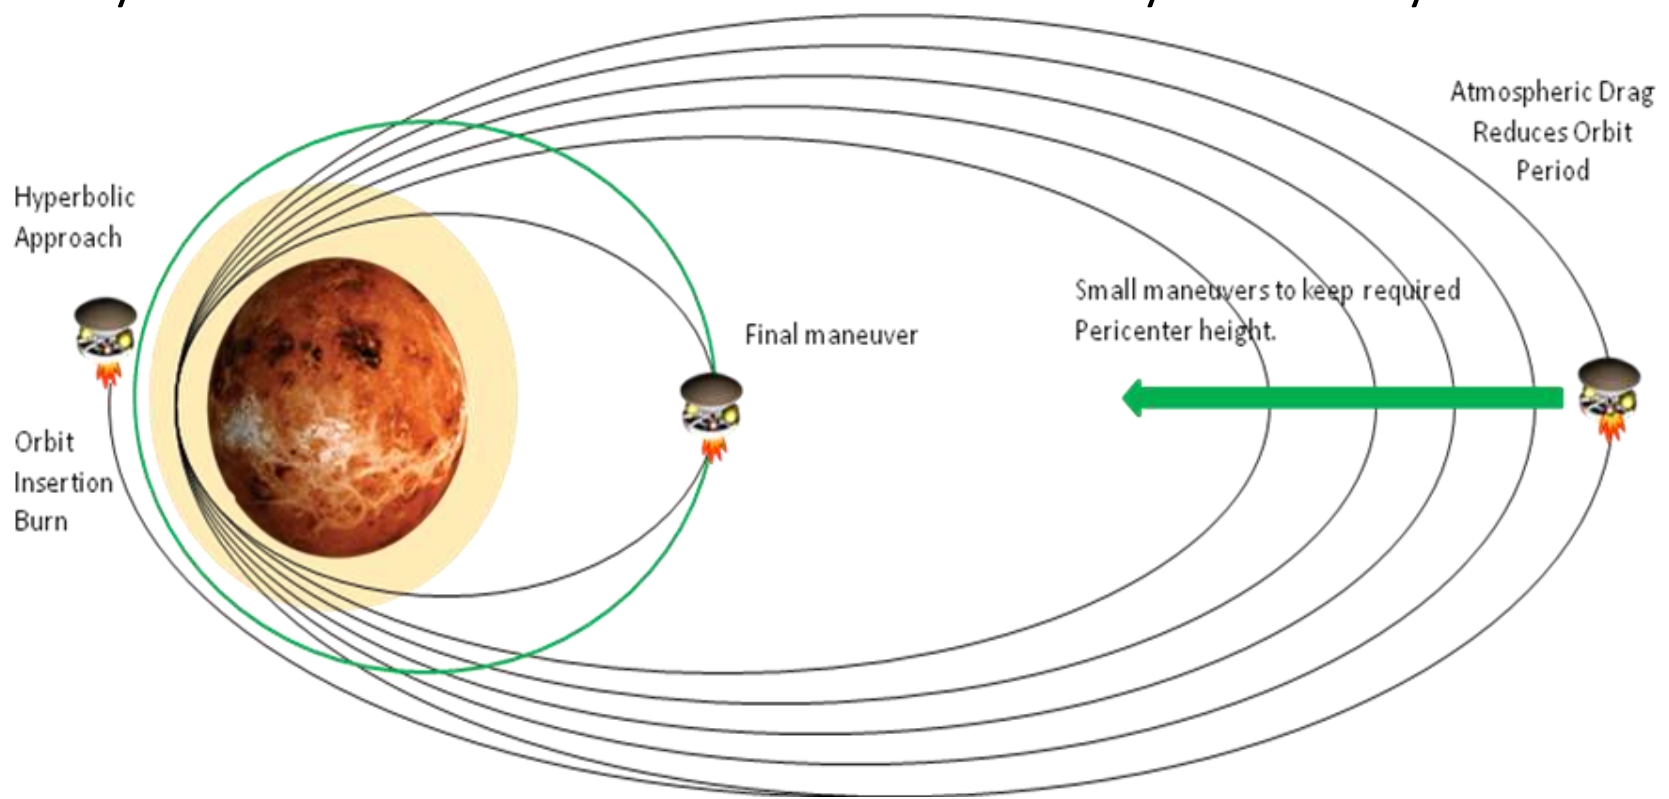 Atmospheric Drag
Reduces Orbit
Period
Hyperbolic
Approach
Small maneuvers to keep required
Pericenter height.
Final maneuver
Orbit
Insertion
Burn